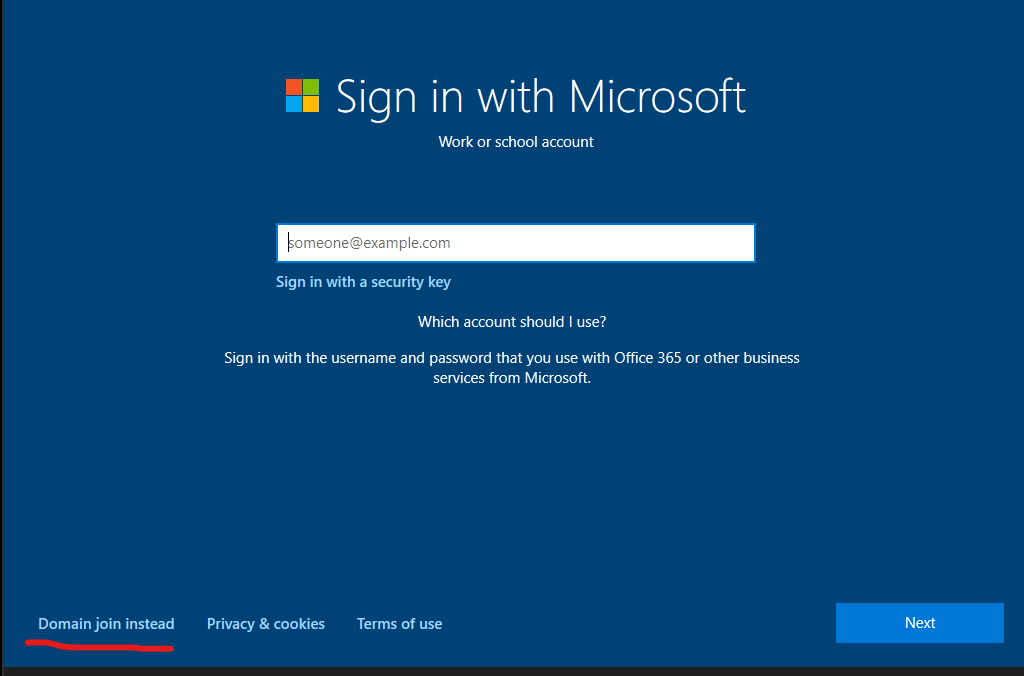 Sign in with Microsoft
Work or school account
someone@example.com
Sign in with a security key
Which account should I use?
Sign in with the username and password that you use with Office 365 or other business
services from Microsoft.
Domain join instead
Privacy & cookies
Terms of use
Next